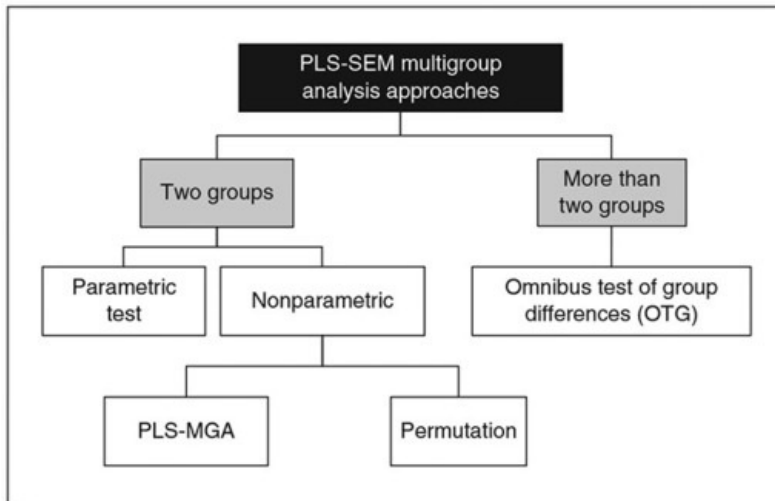 PLS-SEM multigroup
analysis approaches
Two groups
More than
two groups
Parametric
test
Nonparametric
Omnibus test of group
differences (OTG)
PLS-MGA
Permutation